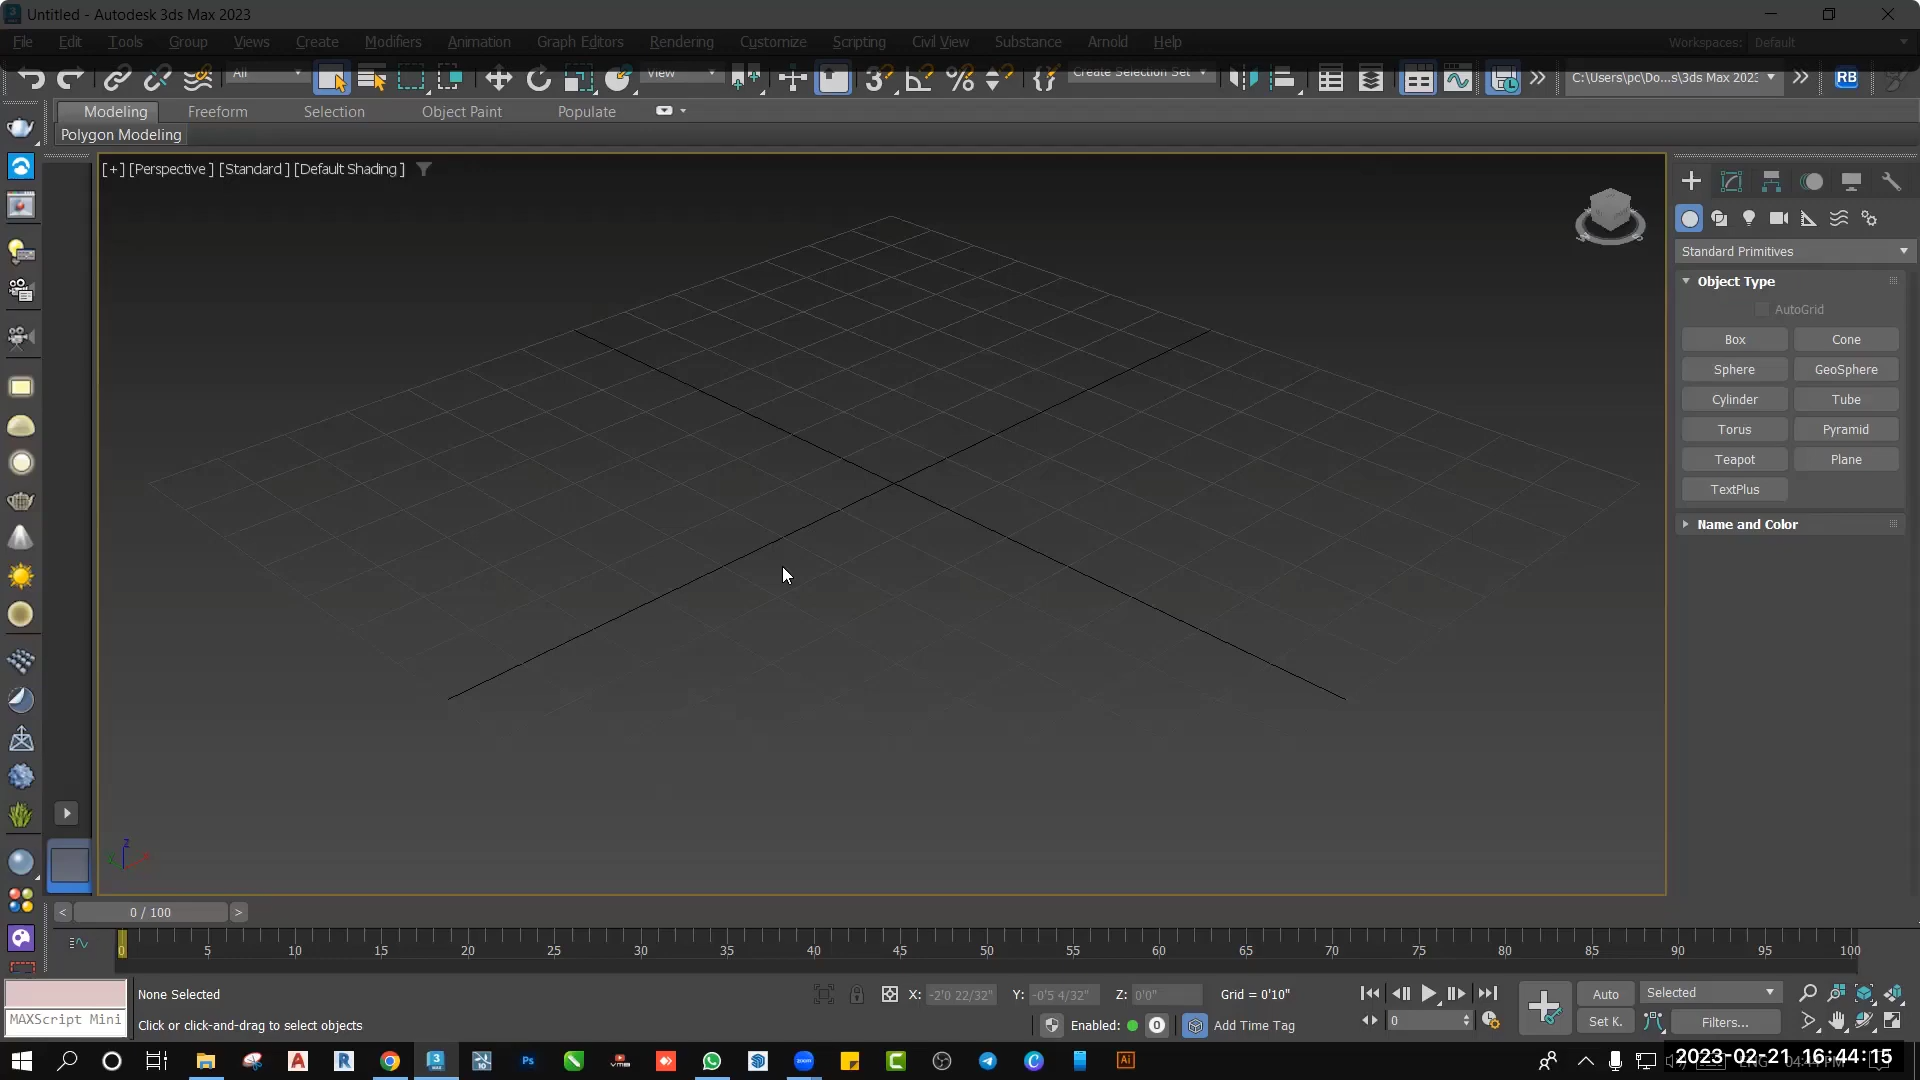 Untitled - Autodesk 3ds Max 2023
File Edit Tools Group Views Create Modifiers Animation Graph Editors Rendering Customize Scripting Civil View Substance Arnold Help Workspaces: Default
All View Create Selection Set C:\Users\pc\Do...s\3ds Max 202 RB
Modeling Freeform Selection Object Paint Populate
Polygon Modeling
[+] [Perspective ] [Standard ] [Default Shading ]
Standard Primitives
Object Type
AutoGrid
Box Cone
Sphere GeoSphere
Cylinder Tube
Torus Pyramid
Teapot Plane
TextPlus
Name and Color
z
< 0 / 100 >
0 5 10 15 20 25 30 35 40 45 50 55 60 65 70 75 80 85 90 95 100
None Selected X: -2'0 22/32" Y: -0'5 4/32" Z: 0'0" Grid = 0'10" Auto Selected
MAXScript Mini Click or click-and-drag to select objects Enabled: 0 Add Time Tag 0 Set K. Filters...
2023-02-21 16:44:15